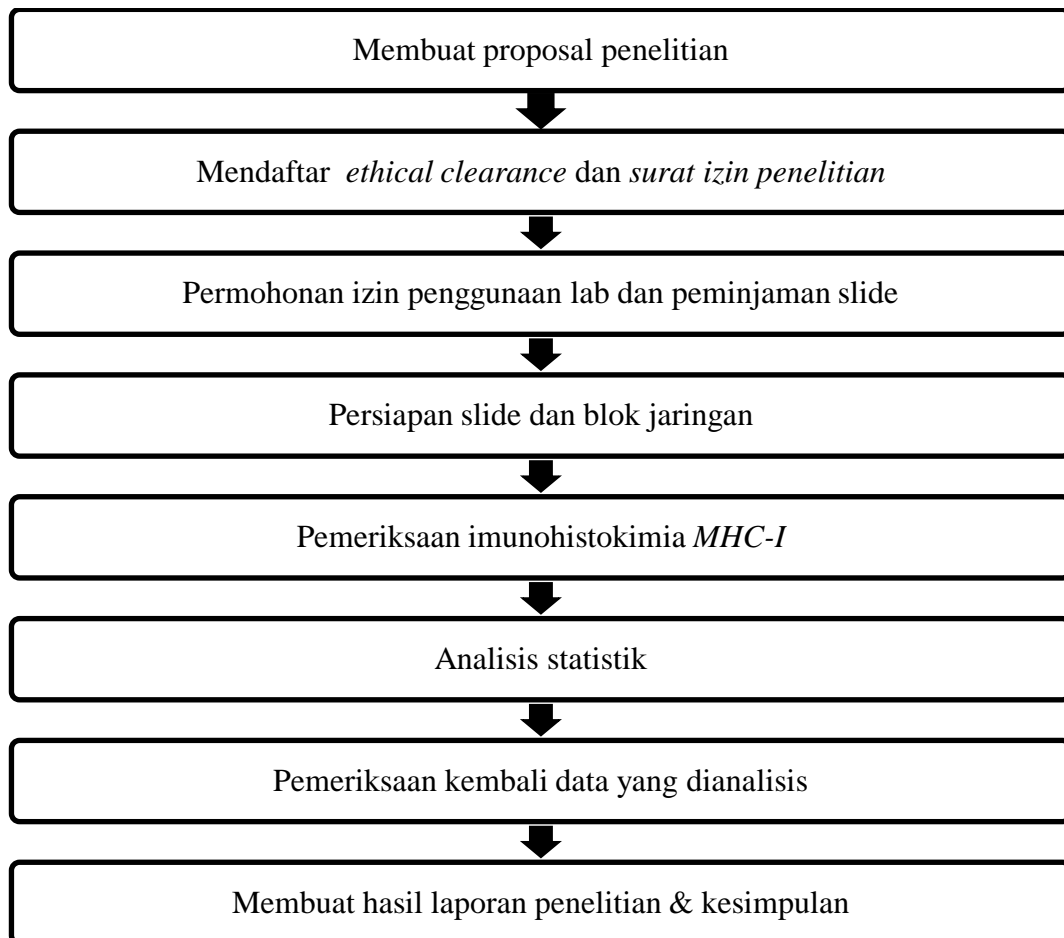 Membuat proposal penelitian
Mendaftar ethical clearance dan surat izin penelitian
Permohonan izin penggunaan lab dan peminjaman slide
Persiapan slide dan blok jaringan
Pemeriksaan imunohistokimia MHC-I
Analisis statistik
Pemeriksaan kembali data yang dianalisis
Membuat hasil laporan penelitian & kesimpulan